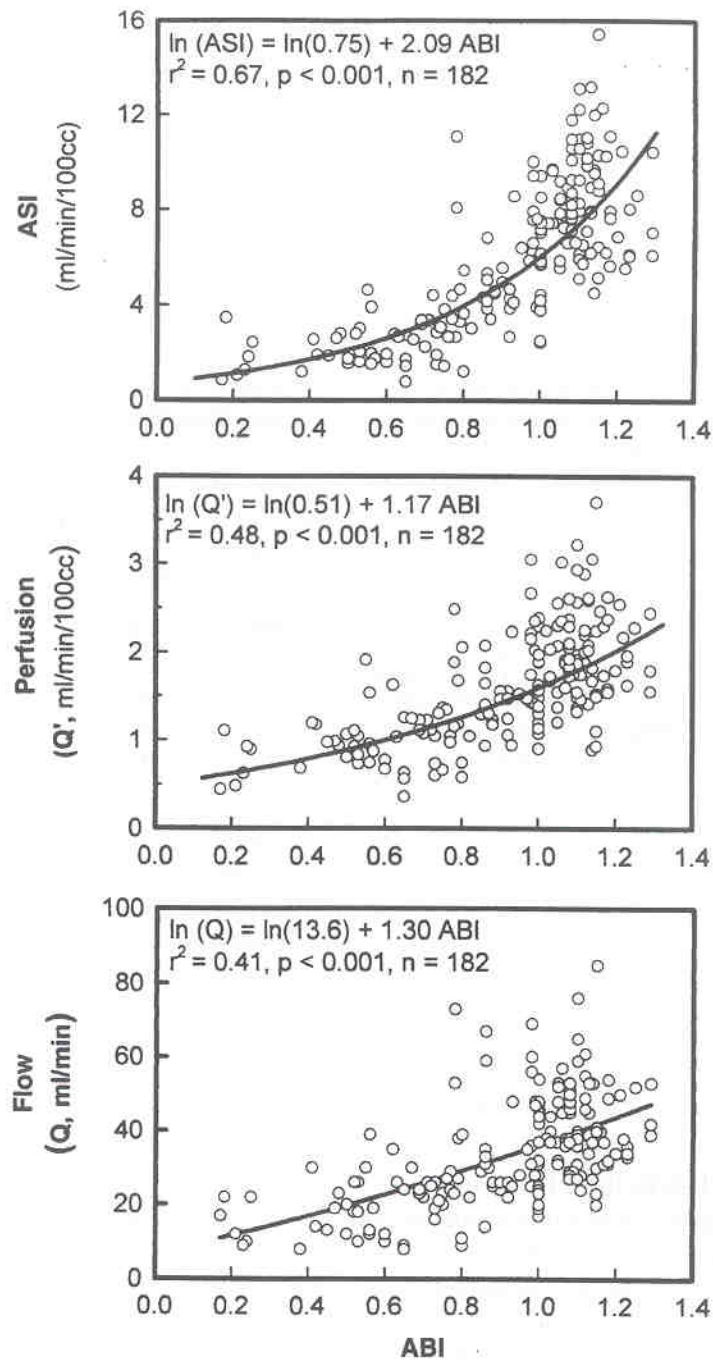 16
12
8
4
0
ASI
(ml/min/100cc)
ln (ASI) = ln(0.75) + 2.09 ABI
r² = 0.67, p < 0.001, n = 182
0.0 0.2 0.4 0.6 0.8 1.0 1.2 1.4
4
3
2
1
0
Perfusion
(Q', ml/min/100cc)
ln (Q') = ln(0.51) + 1.17 ABI
r² = 0.48, p < 0.001, n = 182
0.0 0.2 0.4 0.6 0.8 1.0 1.2 1.4
100
80
60
40
20
0
Flow
(Q, ml/min)
ln (Q) = ln(13.6) + 1.30 ABI
r² = 0.41, p < 0.001, n = 182
0.0 0.2 0.4 0.6 0.8 1.0 1.2 1.4
ABI